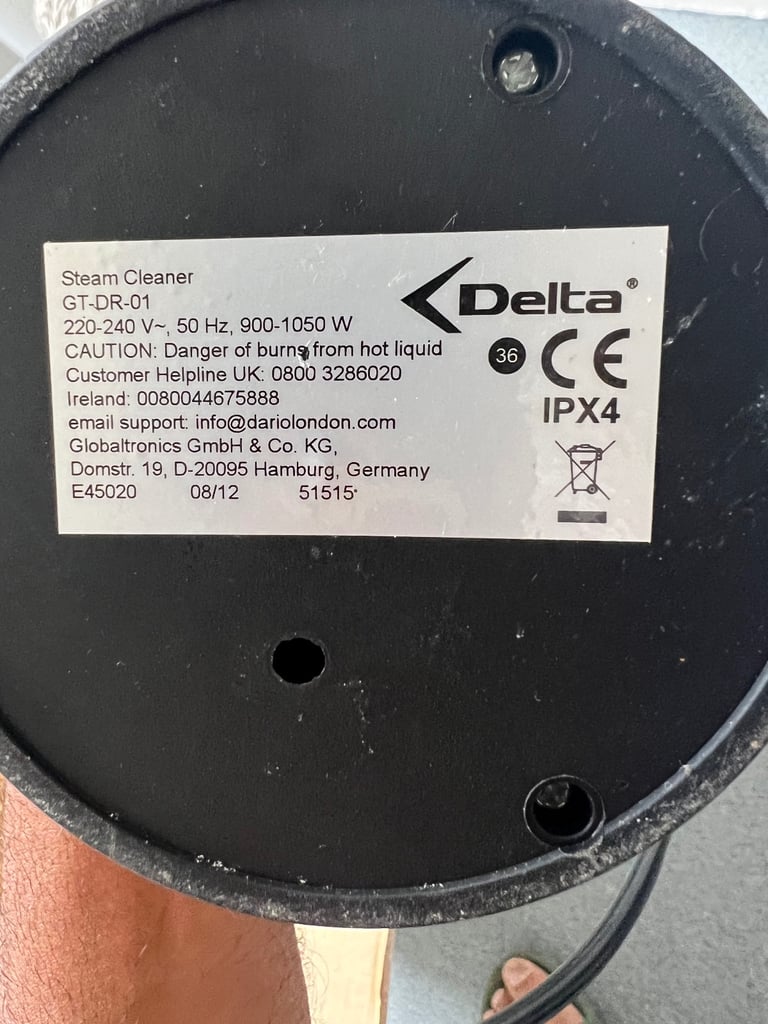 Steam Cleaner
GT-DR-01
220-240 V~, 50 Hz, 900-1050 W
CAUTION: Danger of burns from hot liquid
Customer Helpline UK: 0800 3286020
Ireland: 0080044675888
email support: info@dariolondon.com
Globaltronics GmbH & Co. KG,
Domstr. 19, D-20095 Hamburg, Germany
E45020 08/12 51515
Delta®
36 CE
IPX4